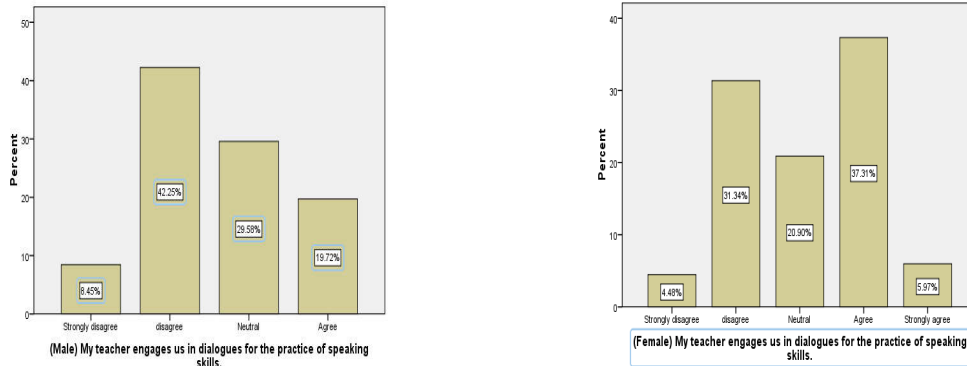 50
40
30
20
10
0
Percent
8.45%
42.25%
29.58%
19.72%
Strongly disagree
disagree
Neutral
Agree
(Male) My teacher engages us in dialogues for the practice of speaking
skills.
40
30
20
10
0
Percent
4.48%
31.34%
20.90%
37.31%
5.97%
Strongly disagree
disagree
Neutral
Agree
Strongly agree
(Female) My teacher engages us in dialogues for the practice of speaking
skills.